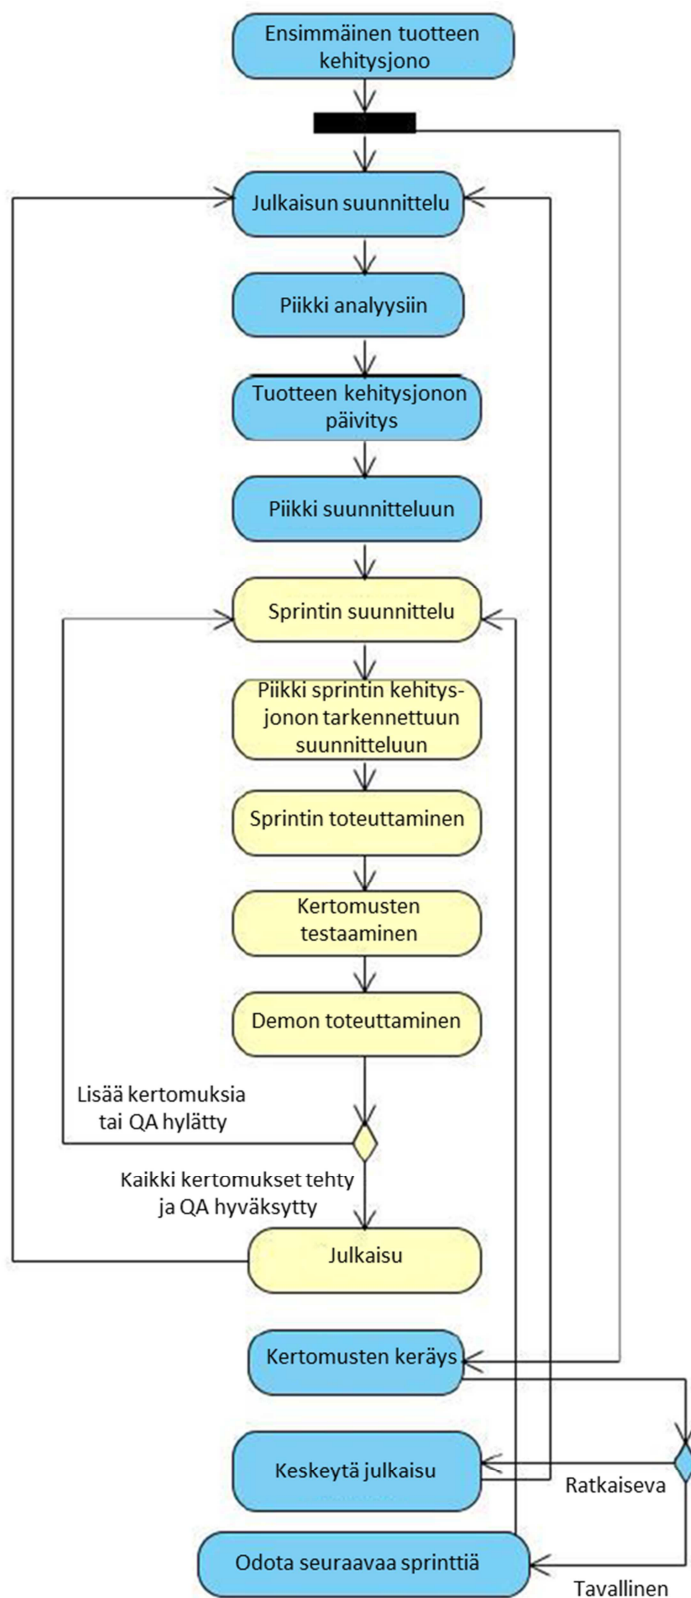 Ensimmäinen tuotteen
kehitysjono
Julkaisun suunnittelu
Piikki analyysiin
Tuotteen kehitysjonon
päivitys
Piikki suunnitteluun
Sprintin suunnittelu
Piikki sprintin kehitys-
jonon tarkennettuun
suunnitteluun
Sprintin toteuttaminen
Kertomusten
testaaminen
Demon toteuttaminen
Lisää kertomuksia
tai QA hylätty
Kaikki kertomukset tehty
ja QA hyväksytty
Julkaisu
Kertomusten keräys
Keskeytä julkaisu
Ratkaiseva
Odota seuraavaa sprinttiä
Tavallinen